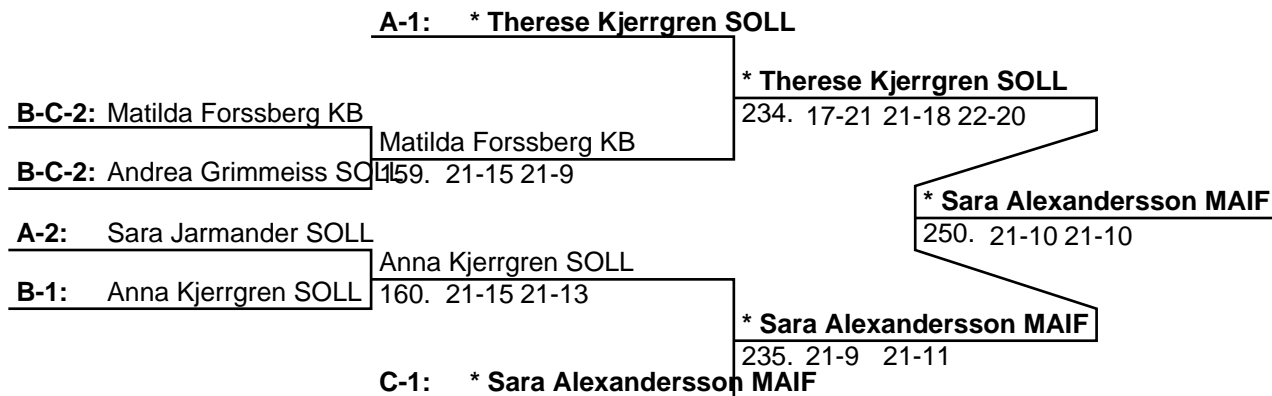 A-1: * Therese Kjerrgren SOLL
* Therese Kjerrgren SOLL
B-C-2: Matilda Forssberg KB
234. 17-21 21-18 22-20
Matilda Forssberg KB
B-C-2: Andrea Grimmeiss SOLL
159. 21-15 21-9
* Sara Alexandersson MAIF
A-2: Sara Jarmander SOLL
250. 21-10 21-10
Anna Kjerrgren SOLL
B-1: Anna Kjerrgren SOLL
160. 21-15 21-13
* Sara Alexandersson MAIF
235. 21-9 21-11
C-1: * Sara Alexandersson MAIF